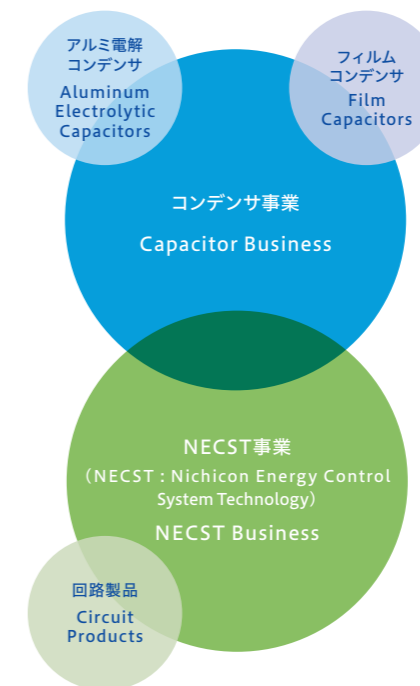 アルミ電解
コンデンサ
Aluminum
Electrolytic
Capacitors
フィルム
コンデンサ
Film
Capacitors
コンデンサ事業
Capacitor Business
NECST事業
（NECST : Nichicon Energy Control
System Technology）
NECST Business
回路製品
Circuit
Products